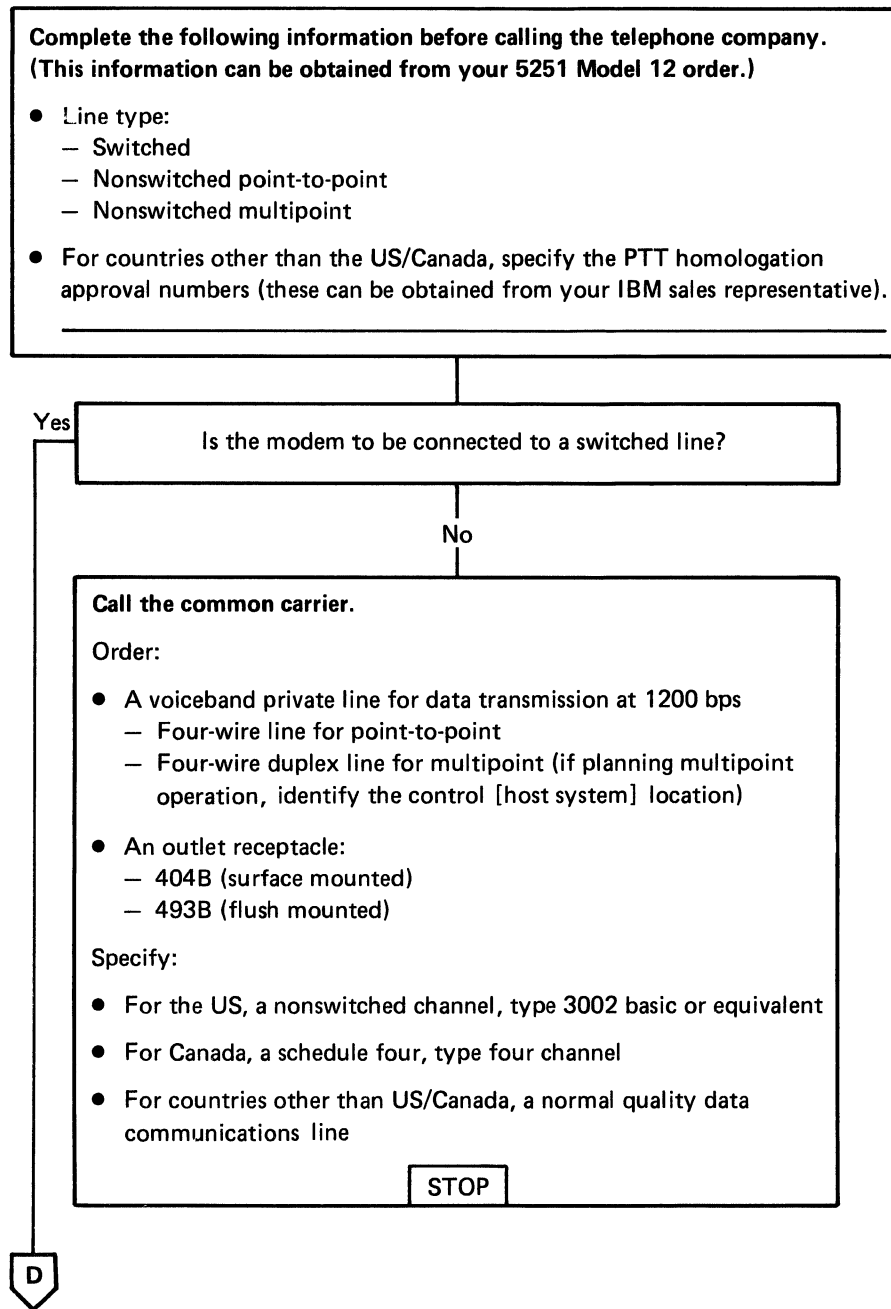 Complete the following information before calling the telephone company.
(This information can be obtained from your 5251 Model 12 order.)
● Line type:
— Switched
— Nonswitched point-to-point
— Nonswitched multipoint
● For countries other than the US/Canada, specify the PTT homologation
approval numbers (these can be obtained from your IBM sales representative).
Yes
Is the modem to be connected to a switched line?
No
Call the common carrier.
Order:
● A voiceband private line for data transmission at 1200 bps
— Four-wire line for point-to-point
— Four-wire duplex line for multipoint (if planning multipoint
operation, identify the control [host system] location)
● An outlet receptacle:
— 404B (surface mounted)
— 493B (flush mounted)
Specify:
● For the US, a nonswitched channel, type 3002 basic or equivalent
● For Canada, a schedule four, type four channel
● For countries other than US/Canada, a normal quality data
communications line
STOP
D